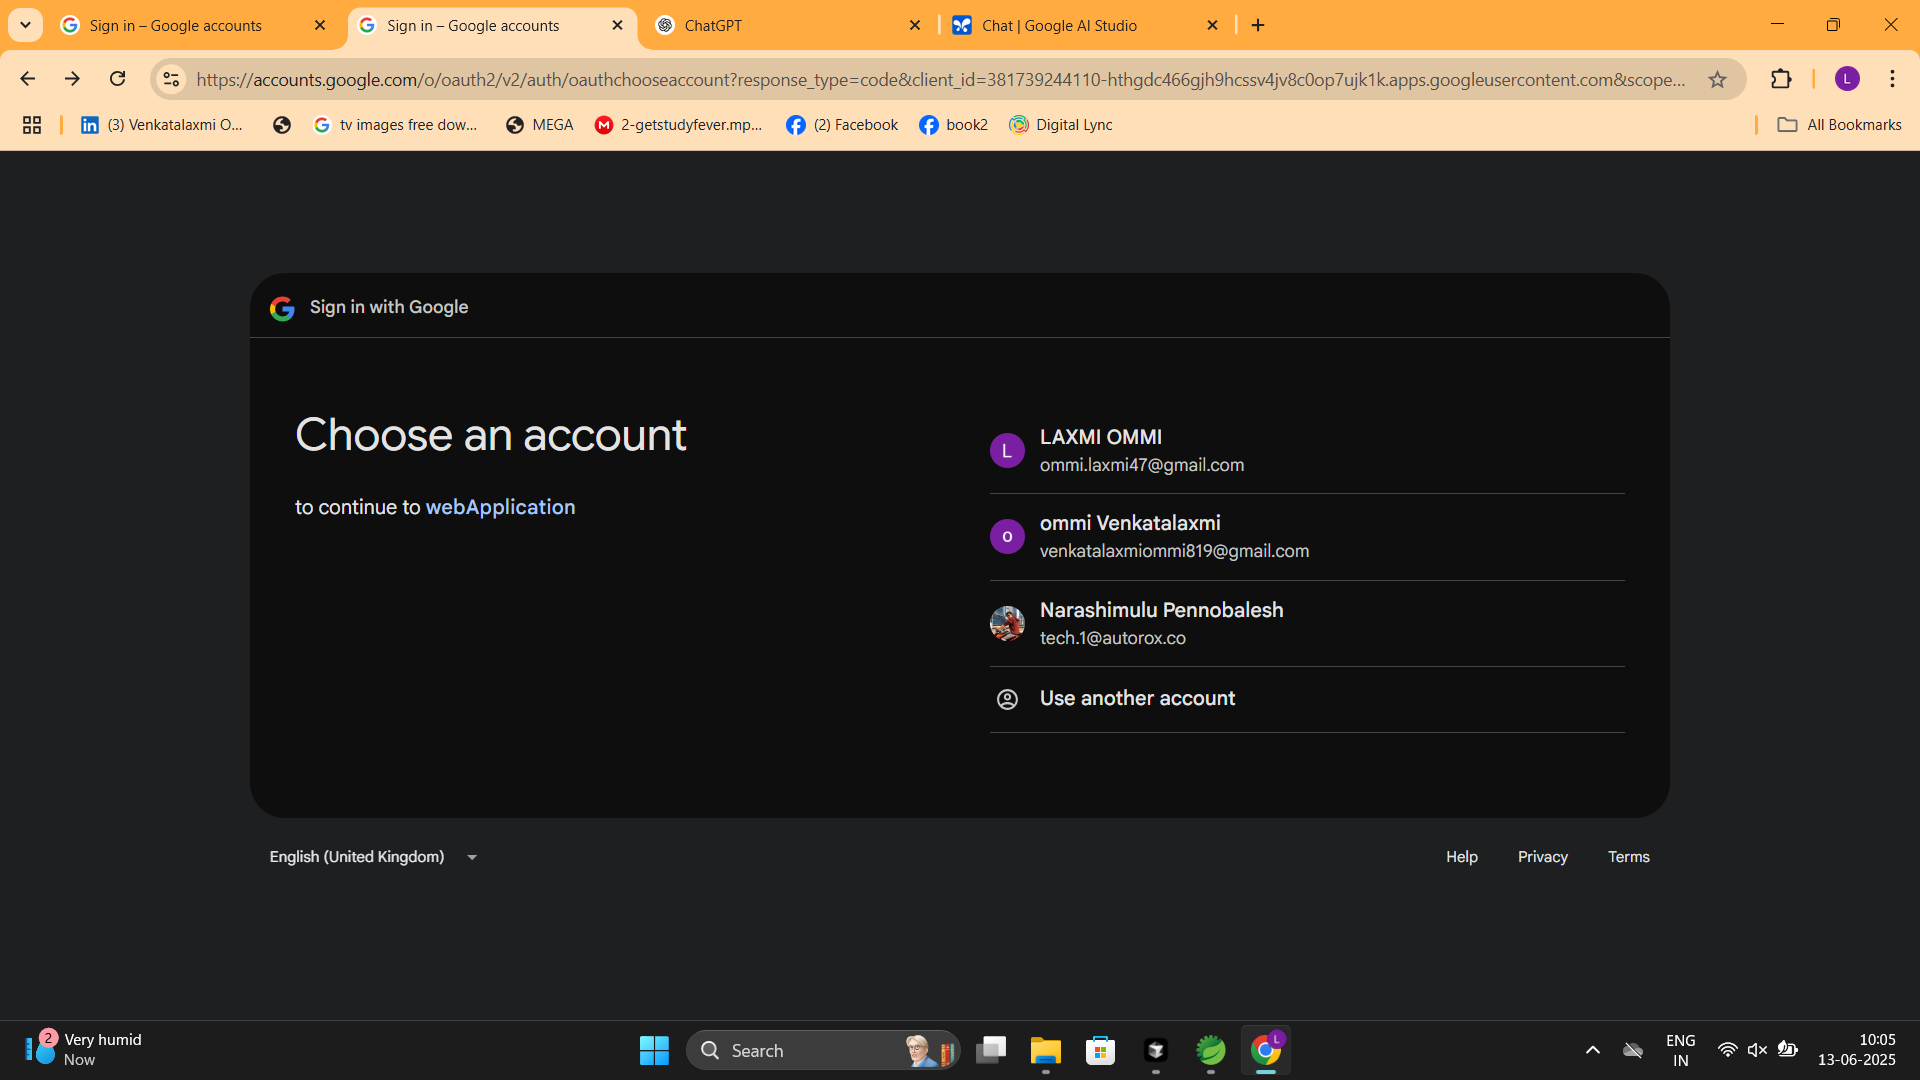 Sign in – Google accounts
Sign in – Google accounts
ChatGPT
Chat | Google AI Studio
https://accounts.google.com/o/oauth2/v2/auth/oauthchooseaccount?response_type=code&client_id=381739244110-hthgdc466gjh9hcssv4jv8c0op7ujk1k.apps.googleusercontent.com&scope...
L
(3) Venkatalaxmi O...
tv images free dow...
MEGA
2-getstudyfever.mp...
(2) Facebook
book2
Digital Lync
All Bookmarks
Sign in with Google
Choose an account
to continue to webApplication
L
LAXMI OMMI
ommi.laxmi47@gmail.com
o
ommi Venkatalaxmi
venkatalaxmiommi819@gmail.com
Narashimulu Pennobalesh
tech.1@autorox.co
Use another account
English (United Kingdom)
Help
Privacy
Terms
2
Very humid
Now
Search
L
ENG
IN
10:05
13-06-2025